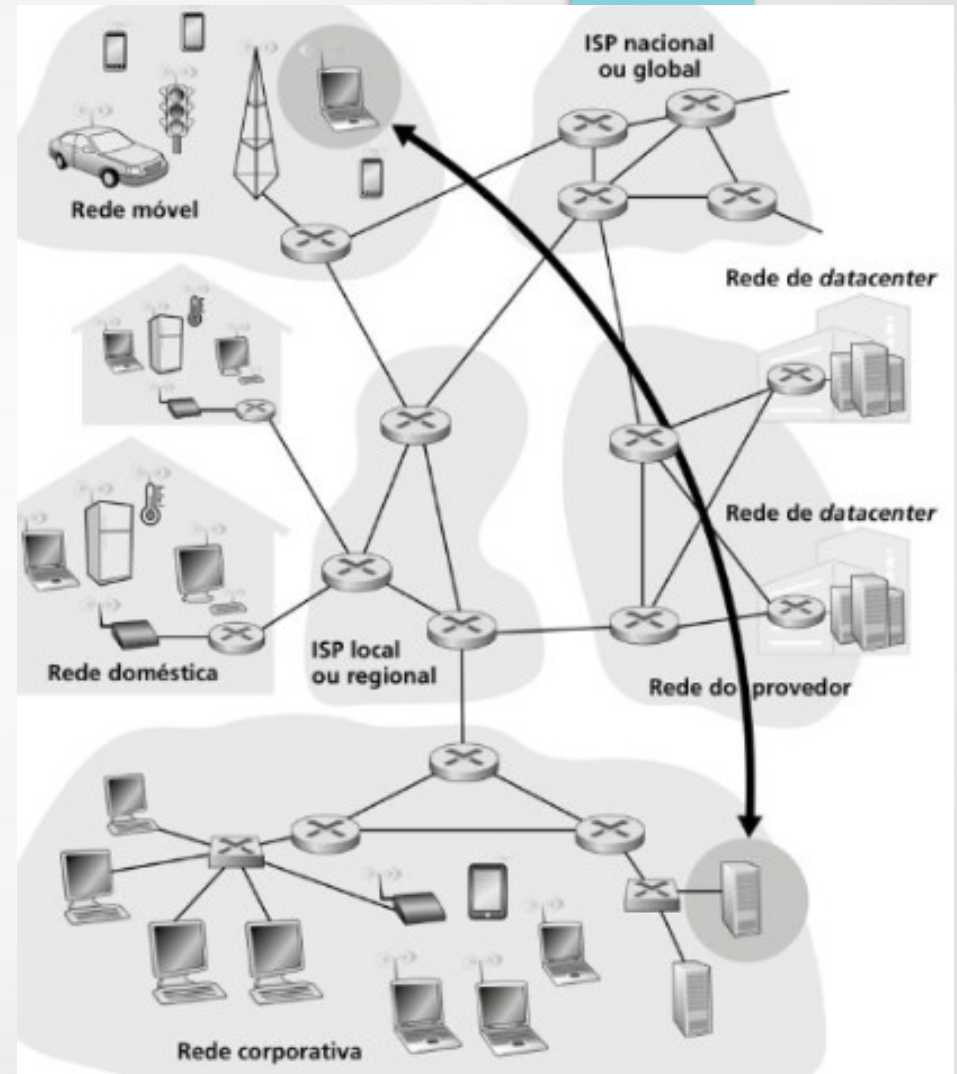 ISP nacional
ou global
Rede móvel
Rede de datacenter
Rede de datacenter
Rede doméstica
ISP local
ou regional
Rede do provedor
Rede corporativa